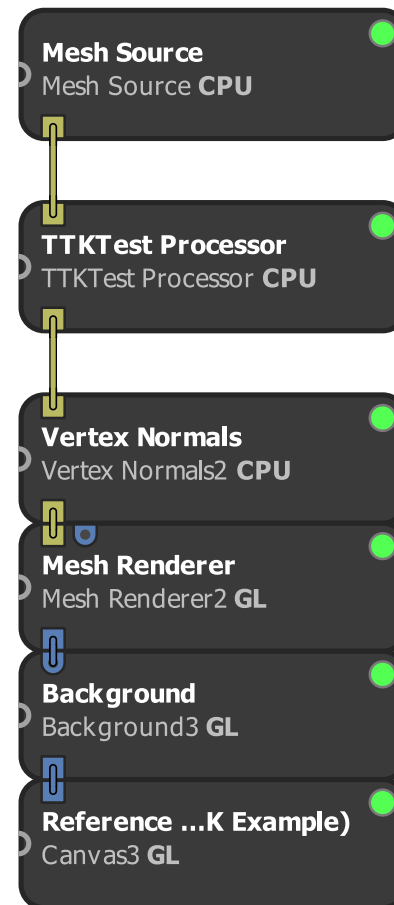 Mesh Source
Mesh Source CPU
TTKTest Processor
TTKTest Processor CPU
Vertex Normals
Vertex Normals2 CPU
Mesh Renderer
Mesh Renderer2 GL
Background
Background3 GL
Reference ...K Example)
Canvas3 GL